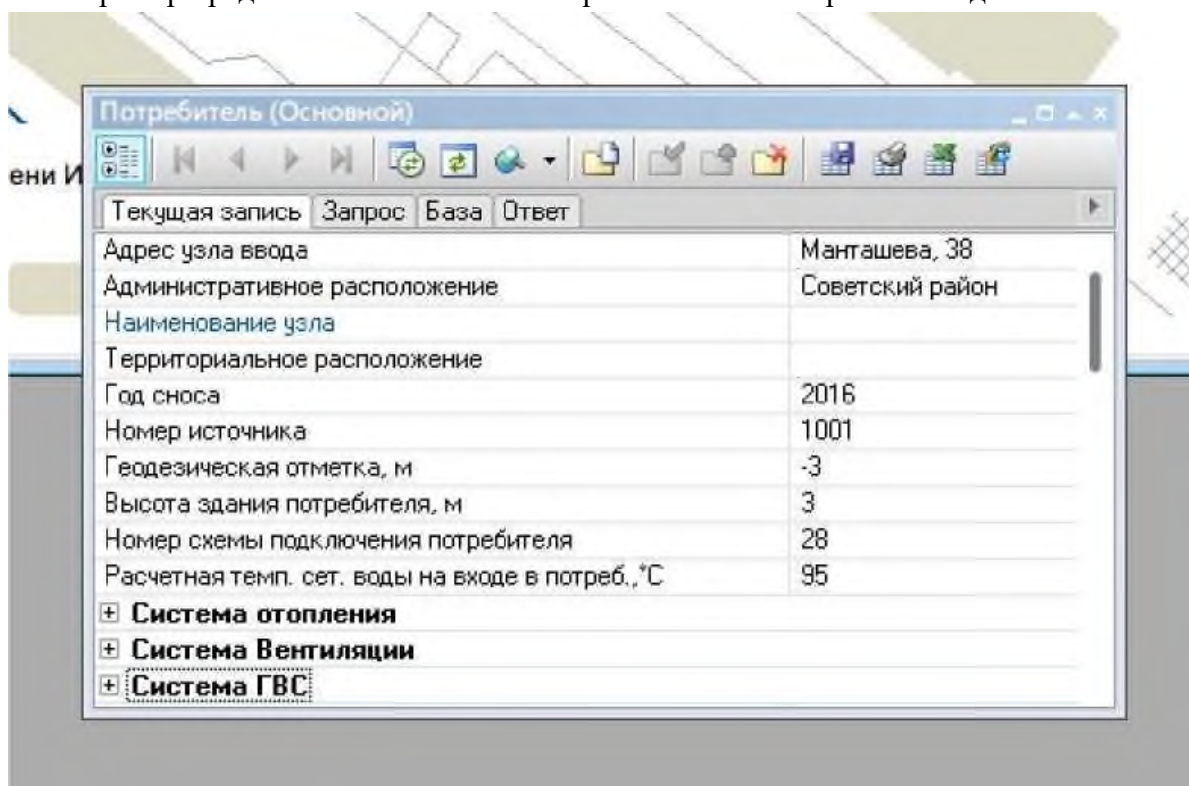 Потребитель (Основной)
ени И
Текущая запись Запрос База Ответ
Адрес узла ввода Манташева, 38
Административное расположение Советский район
Наименование узла
Территориальное расположение
Год сноса 2016
Номер источника 1001
Геодезическая отметка, м -3
Высота здания потребителя, м 3
Номер схемы подключения потребителя 28
Расчетная темп. сет. воды на входе в потреб.,°C 95
Система отопления
Система Вентиляции
Система ГВС